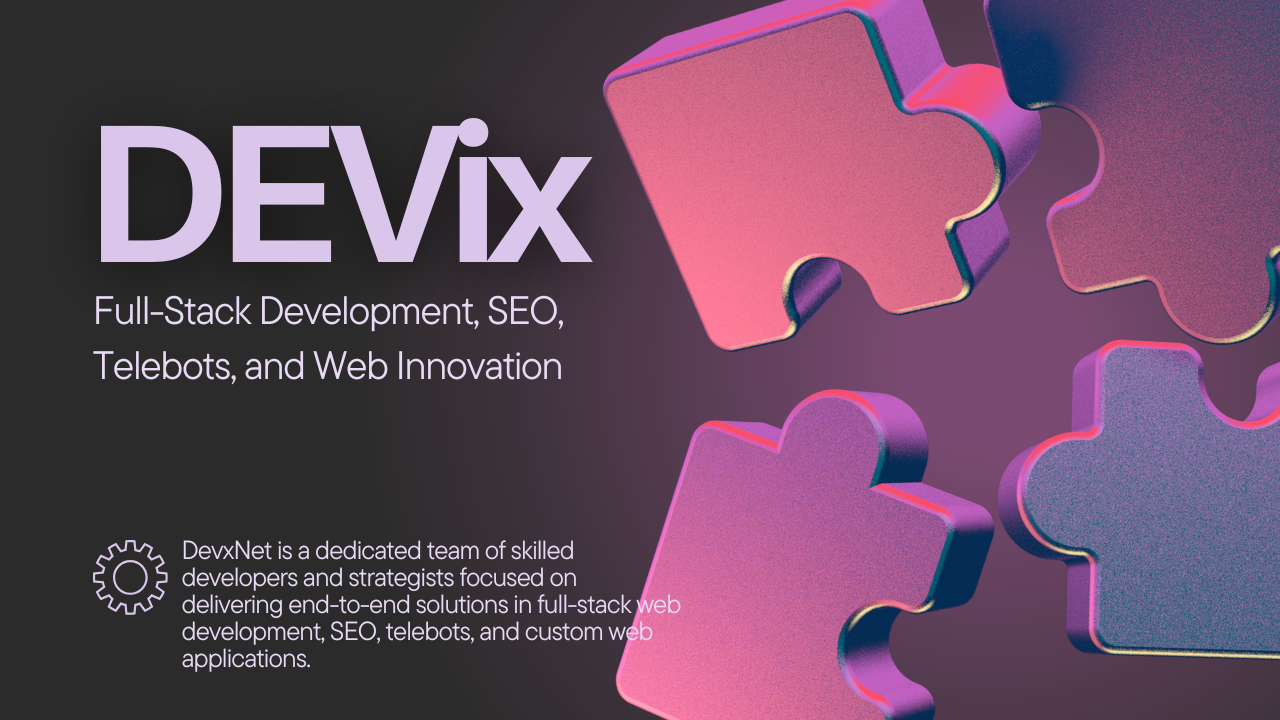 DEVix
Full-Stack Development, SEO,
Telebots, and Web Innovation
DevxNet is a dedicated team of skilled
developers and strategists focused on
delivering end-to-end solutions in full-stack web
development, SEO, telebots, and custom web
applications.